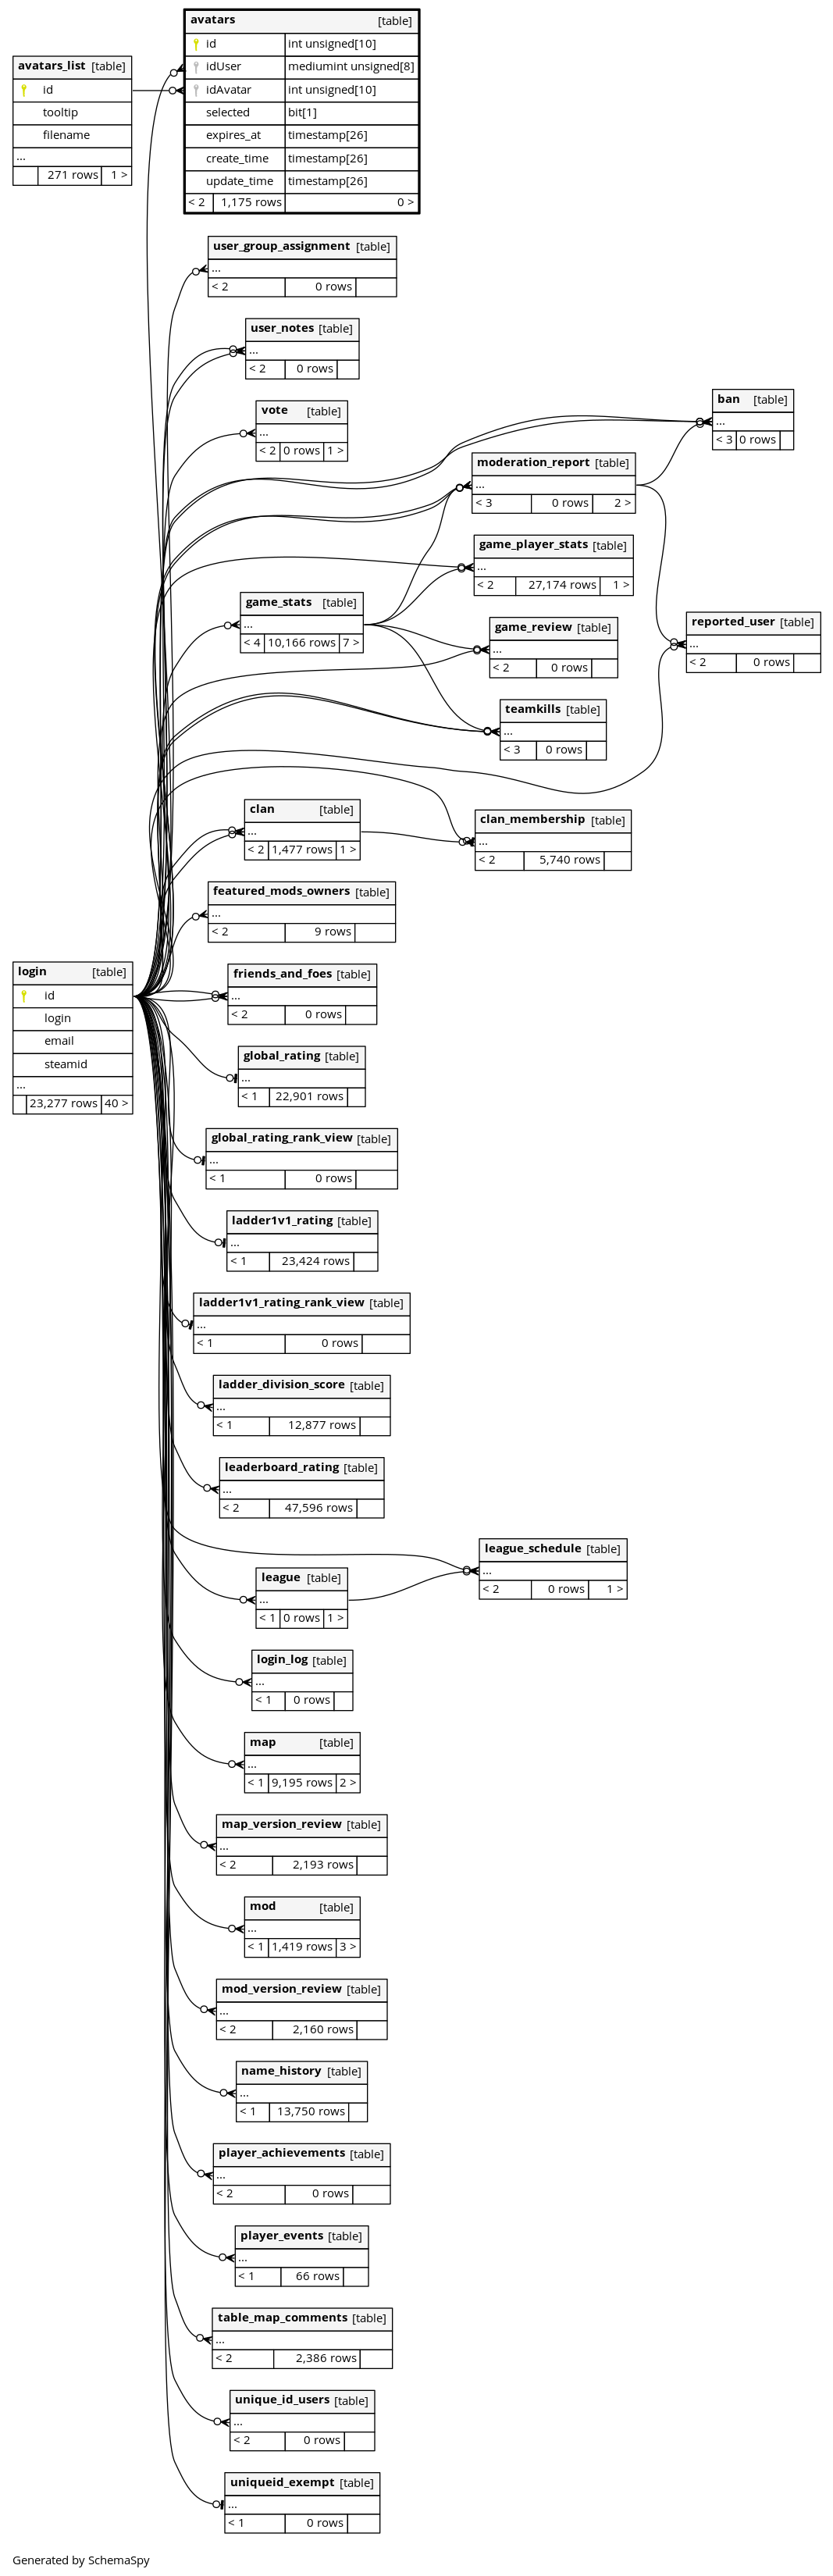 avatars_list [table]
id
tooltip
filename
...
271 rows 1 >
avatars [table]
id int unsigned[10]
idUser mediumint unsigned[8]
idAvatar int unsigned[10]
selected bit[1]
expires_at timestamp[26]
create_time timestamp[26]
update_time timestamp[26]
< 2 1,175 rows 0 >
user_group_assignment [table]
...
< 2 0 rows
user_notes [table]
...
< 2 0 rows
vote [table]
...
< 2 0 rows 1 >
ban [table]
...
< 3 0 rows
moderation_report [table]
...
< 3 0 rows 2 >
game_player_stats [table]
...
< 2 27,174 rows 1 >
game_stats [table]
...
< 4 10,166 rows 7 >
game_review [table]
...
< 2 0 rows
reported_user [table]
...
< 2 0 rows
teamkills [table]
...
< 3 0 rows
clan [table]
...
< 2 1,477 rows 1 >
clan_membership [table]
...
< 2 5,740 rows
featured_mods_owners [table]
...
< 2 9 rows
login [table]
id
login
email
steamid
...
23,277 rows 40 >
friends_and_foes [table]
...
< 2 0 rows
global_rating [table]
...
< 1 22,901 rows
global_rating_rank_view [table]
...
< 1 0 rows
ladder1v1_rating [table]
...
< 1 23,424 rows
ladder1v1_rating_rank_view [table]
...
< 1 0 rows
ladder_division_score [table]
...
< 1 12,877 rows
leaderboard_rating [table]
...
< 2 47,596 rows
league_schedule [table]
...
< 2 0 rows 1 >
league [table]
...
< 1 0 rows 1 >
login_log [table]
...
< 1 0 rows
map [table]
...
< 1 9,195 rows 2 >
map_version_review [table]
...
< 2 2,193 rows
mod [table]
...
< 1 1,419 rows 3 >
mod_version_review [table]
...
< 2 2,160 rows
name_history [table]
...
< 1 13,750 rows
player_achievements [table]
...
< 2 0 rows
player_events [table]
...
< 1 66 rows
table_map_comments [table]
...
< 2 2,386 rows
unique_id_users [table]
...
< 2 0 rows
uniqueid_exempt [table]
...
< 1 0 rows
Generated by SchemaSpy